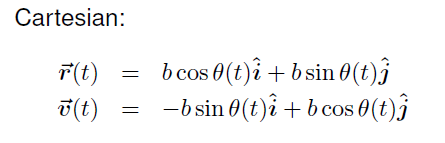 Cartesian:
r⃗(t) = b cos θ(t)î + b sin θ(t)ĵ
v⃗(t) = −b sin θ(t)î + b cos θ(t)ĵ